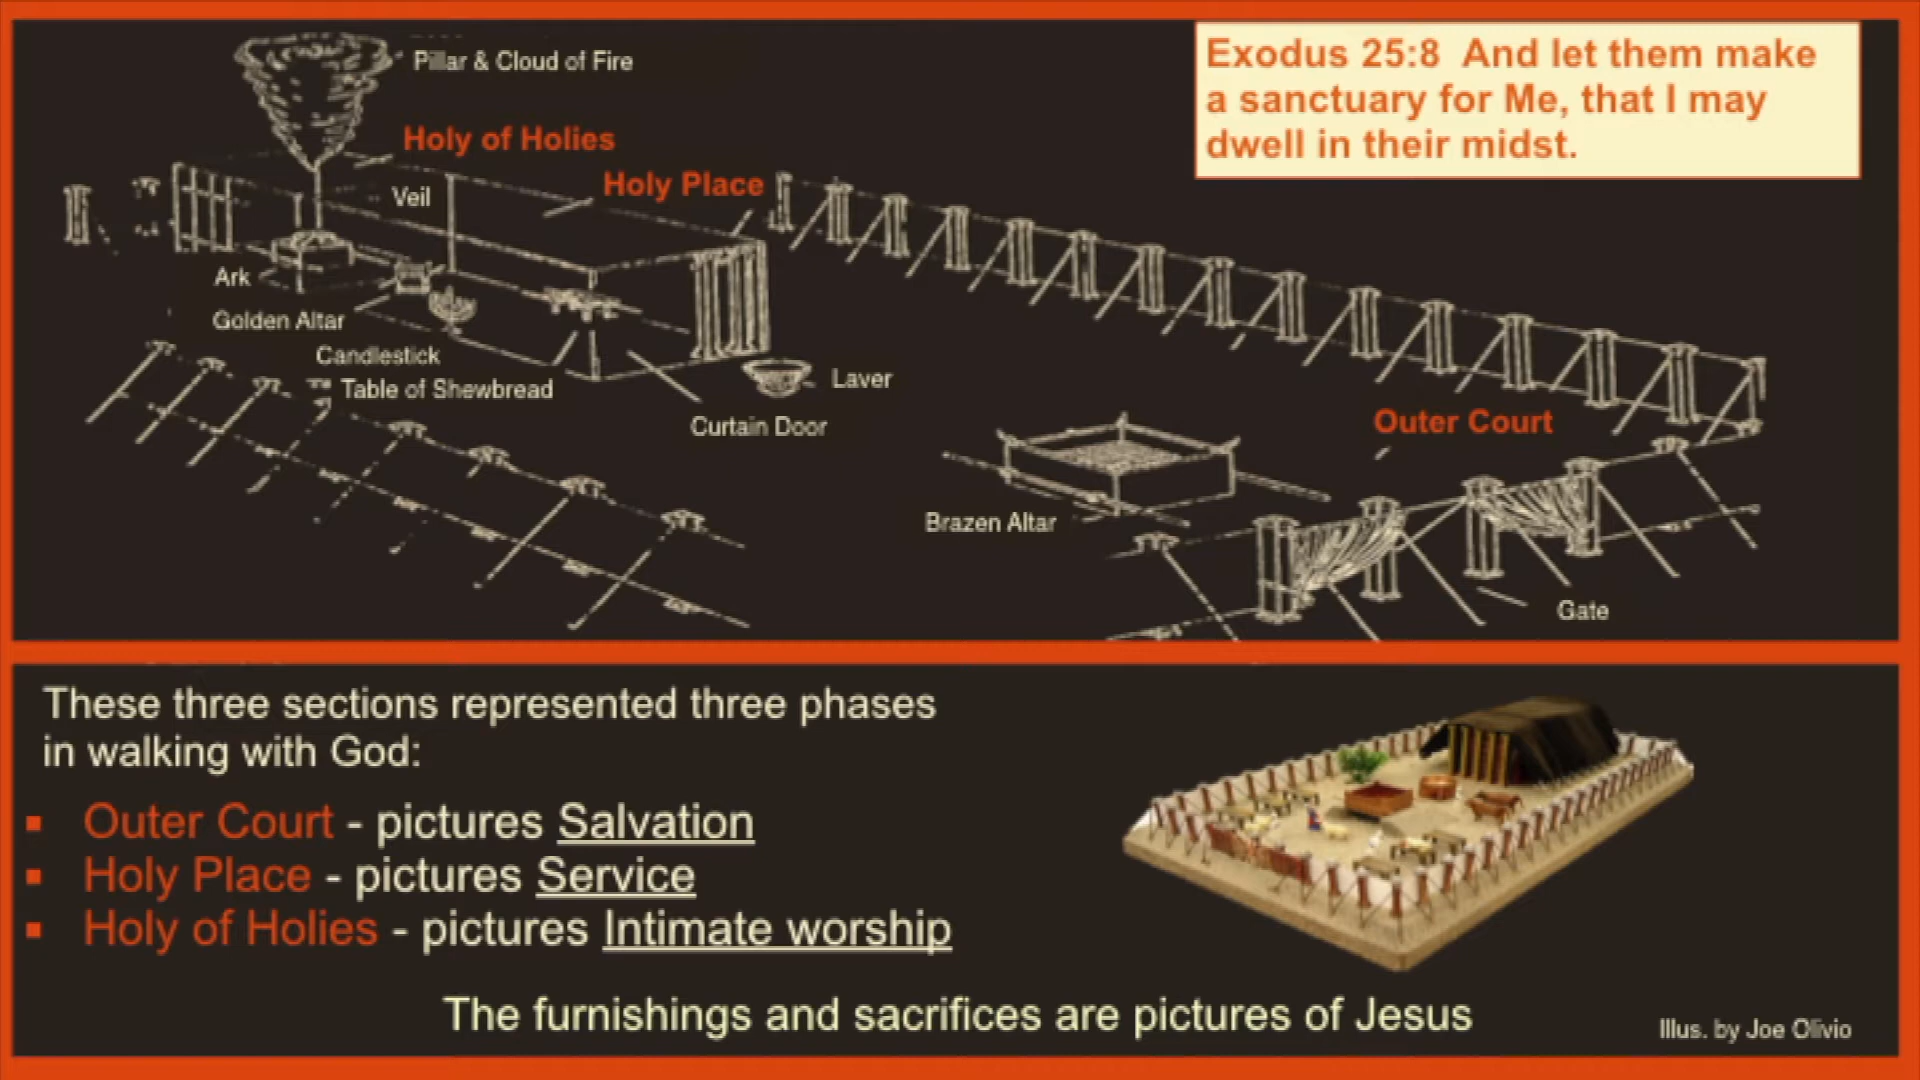 Pillar & Cloud of Fire
Exodus 25:8 And let them make
a sanctuary for Me, that I may
dwell in their midst.
Holy of Holies
Holy Place
Veil
Ark
Golden Altar
Candlestick
Table of Shewbread
Laver
Curtain Door
Outer Court
Brazen Altar
Gate
These three sections represented three phases
in walking with God:
▪ Outer Court - pictures Salvation
▪ Holy Place - pictures Service
▪ Holy of Holies - pictures Intimate worship
The furnishings and sacrifices are pictures of Jesus
Illus. by Joe Olivio